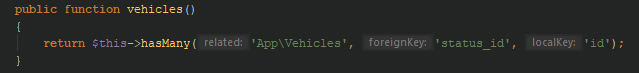 public function vehicles()
{
return $this->hasMany( related: 'App\Vehicles', foreignKey: 'status_id', localKey: 'id');
}